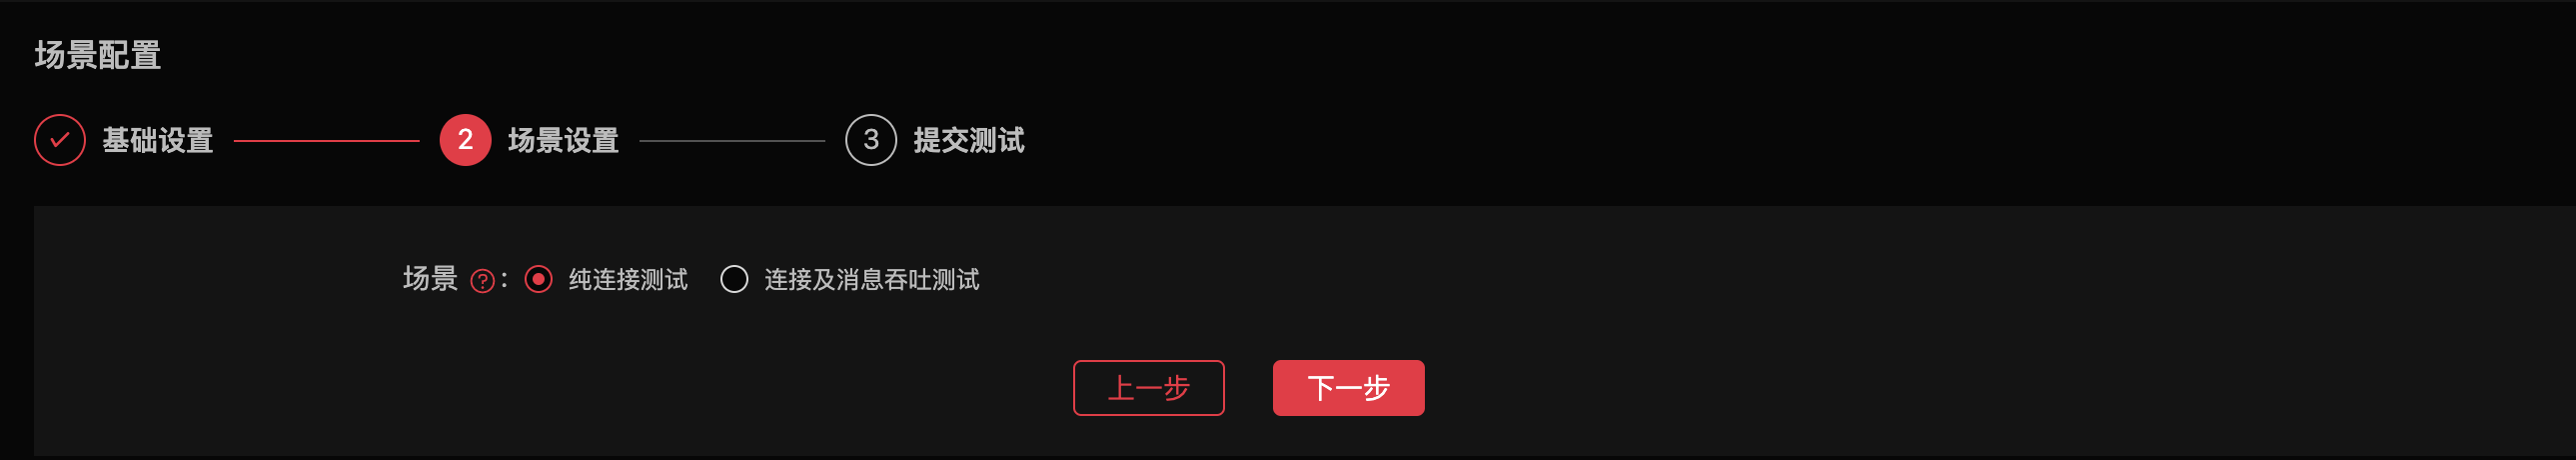 场景配置
基础设置 2 场景设置 3 提交测试
场景 ?: 纯连接测试 连接及消息吞吐测试
上一步 下一步